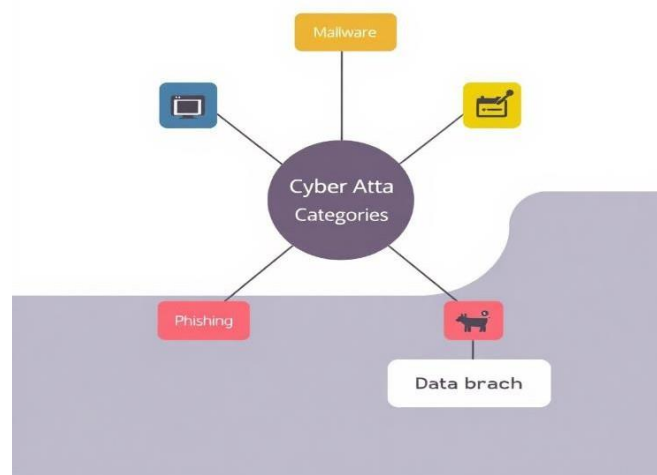 Mallware
Cyber Atta
Categories
Phishing
Data brach